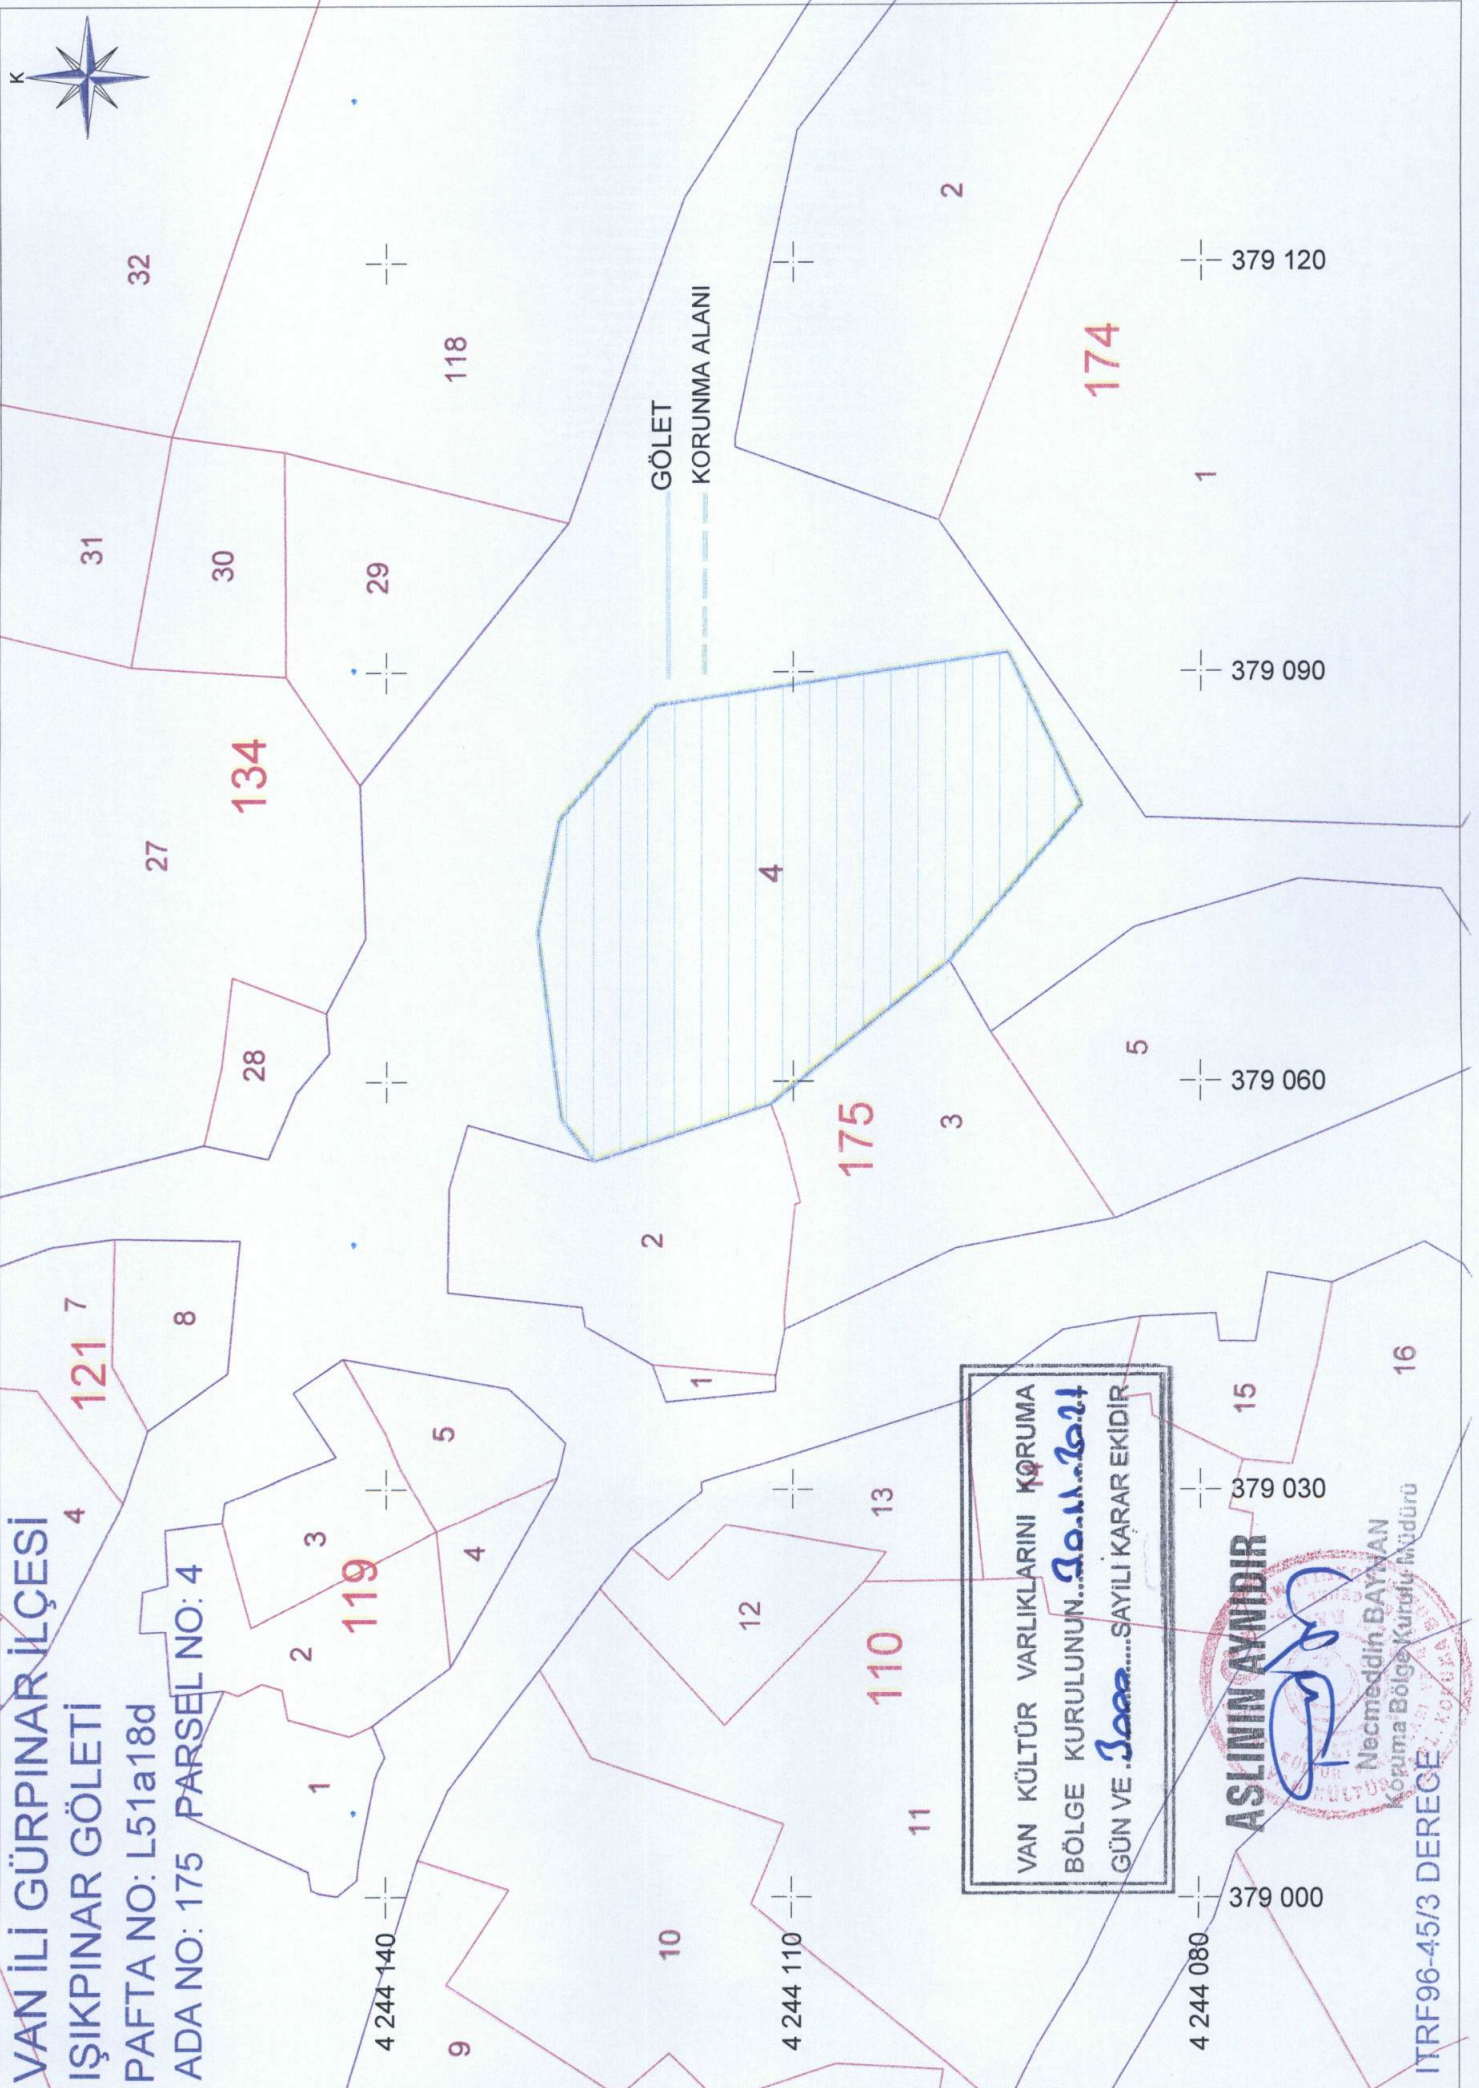 VAN İLİ GÜRPINAR İLÇESİ
IŞIKPINAR GÖLETİ
PAFTA NO: L51a18d
ADA NO: 175 PARSEL NO: 4
K
32
31
30
29
118
27
134
28
7
121
8
4
3
5
119
4
2
1
9
10
11
110
12
13
14
15
16
GÖLET
KORUNMA ALANI
4
175
2
1
3
5
2
174
1
4 244 140
4 244 110
4 244 080
379 000
379 030
379 060
379 090
379 120
VAN KÜLTÜR VARLIKLARINI KORUMA
BÖLGE KURULUNUN..30.11.2021
GÜN VE .3000......SAYILI KARAR EKİDİR
ASLININ AYNIDIR
Necmeddin BAYHAN
Koruma Bölge Kurulu Müdürü
ITRF96-45/3 DEREGE